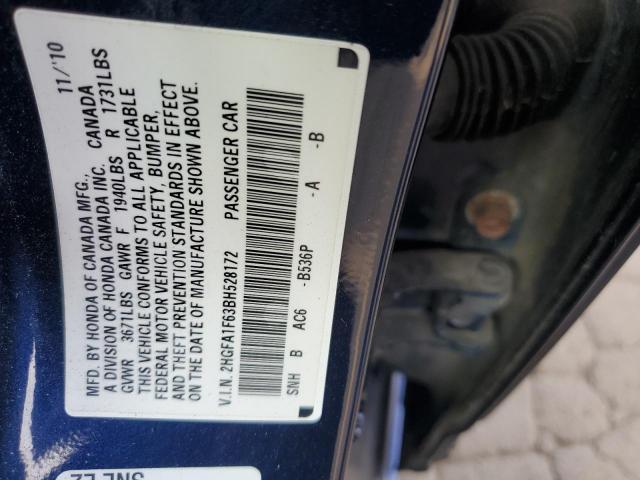 MFD. BY HONDA OF CANADA MFG., 11/'10
A DIVISION OF HONDA CANADA INC. CANADA
GVWR 3671LBS GAWR F 1940LBS R 1731LBS
THIS VEHICLE CONFORMS TO ALL APPLICABLE
FEDERAL MOTOR VEHICLE SAFETY, BUMPER,
AND THEFT PREVENTION STANDARDS IN EFFECT
ON THE DATE OF MANUFACTURE SHOWN ABOVE.
V.I.N. 2HGFA1F63BH528172 PASSENGER CAR
SNH B AC6 -B536P -A -B